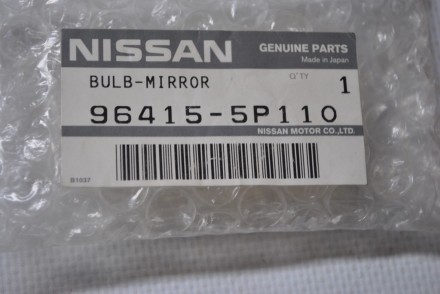 NISSAN GENUINE PARTS
Made in Japan
BULB-MIRROR Q'TY 1
96415-5P110
NISSAN MOTOR CO.,LTD.
B1037